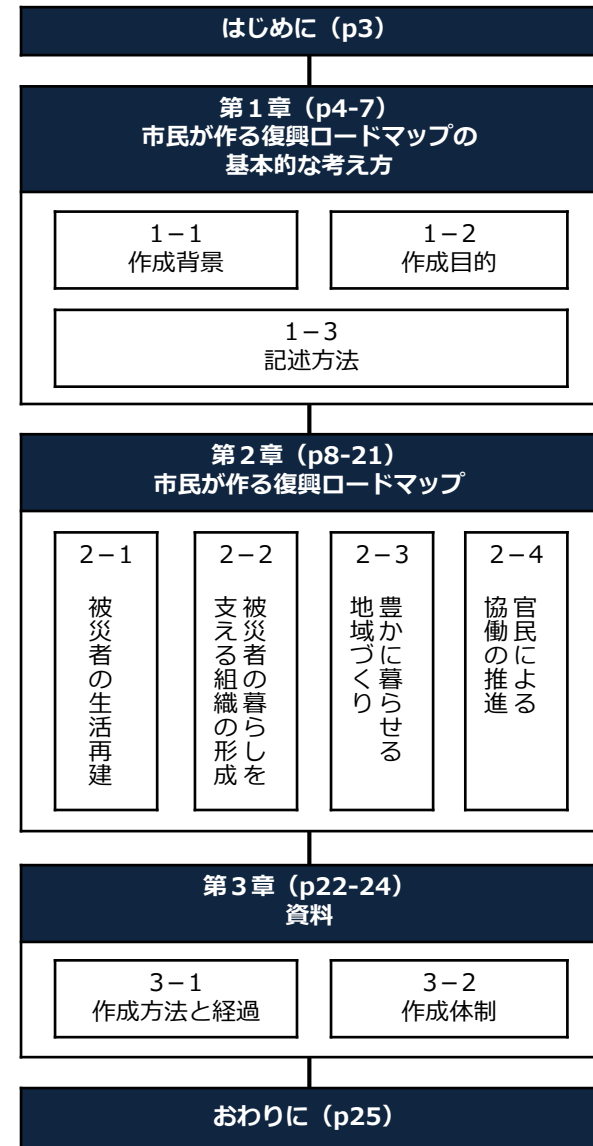 はじめに（p3）
第１章（p4-7）
市民が作る復興ロードマップの
基本的な考え方
１－１
作成背景
１－２
作成目的
１－３
記述方法
第２章（p8-21）
市民が作る復興ロードマップ
２－１
被災者の生活再建
２－２
被災者の暮らしを
支える組織の形成
２－３
豊かに暮らせる
地域づくり
２－４
官民による
協働の推進
第３章（p22-24）
資料
３－１
作成方法と経過
３－２
作成体制
おわりに（p25）